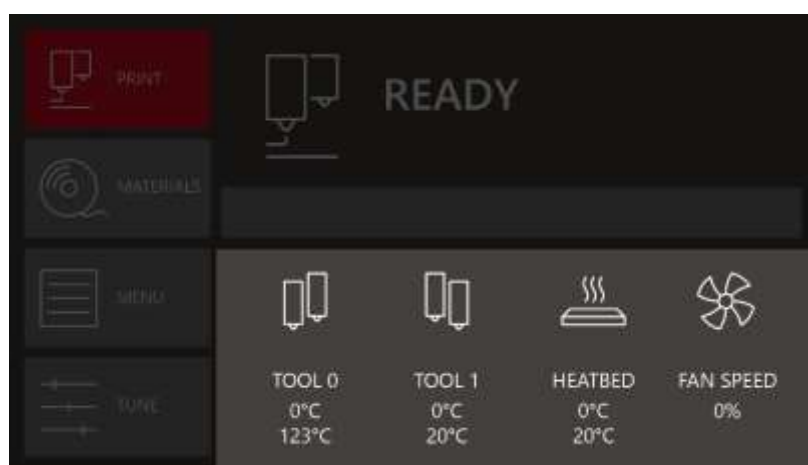 PRINT
READY
MATERIALS
MENU
TOOL 0
0°C
123°C
TOOL 1
0°C
20°C
HEATBED
0°C
20°C
FAN SPEED
0%
TUNE